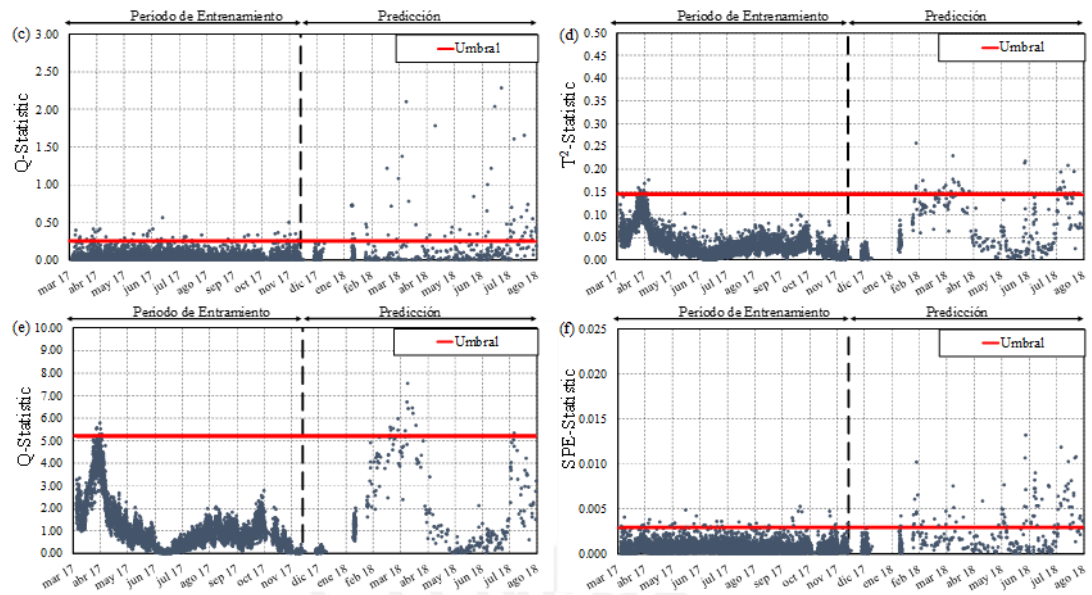 Periodo de Entrenamiento Predicción
(c)
Umbral
3.00
2.50
2.00
1.50
1.00
0.50
0.00
Q-Statistic
mar 17 abr 17 may 17 jun 17 jul 17 ago 17 sep 17 oct 17 nov 17 dic 17 ene 18 feb 18 mar 18 abr 18 may 18 jun 18 jul 18 ago 18
Periodo de Entrenamiento Predicción
(d)
Umbral
0.50
0.45
0.40
0.35
0.30
0.25
0.20
0.15
0.10
0.05
0.00
T²-Statistic
mar 17 abr 17 may 17 jun 17 jul 17 ago 17 sep 17 oct 17 nov 17 dic 17 ene 18 feb 18 mar 18 abr 18 may 18 jun 18 jul 18 ago 18
Periodo de Entramiento Predicción
(e)
Umbral
10.00
9.00
8.00
7.00
6.00
5.00
4.00
3.00
2.00
1.00
0.00
Q-Statistic
mar 17 abr 17 may 17 jun 17 jul 17 ago 17 sep 17 oct 17 nov 17 dic 17 ene 18 feb 18 mar 18 abr 18 may 18 jun 18 jul 18 ago 18
Periodo de Entrenamiento Predicción
(f)
Umbral
0.025
0.020
0.015
0.010
0.005
0.000
SPE-Statistic
mar 17 abr 17 may 17 jun 17 jul 17 ago 17 sep 17 oct 17 nov 17 dic 17 ene 18 feb 18 mar 18 abr 18 may 18 jun 18 jul 18 ago 18